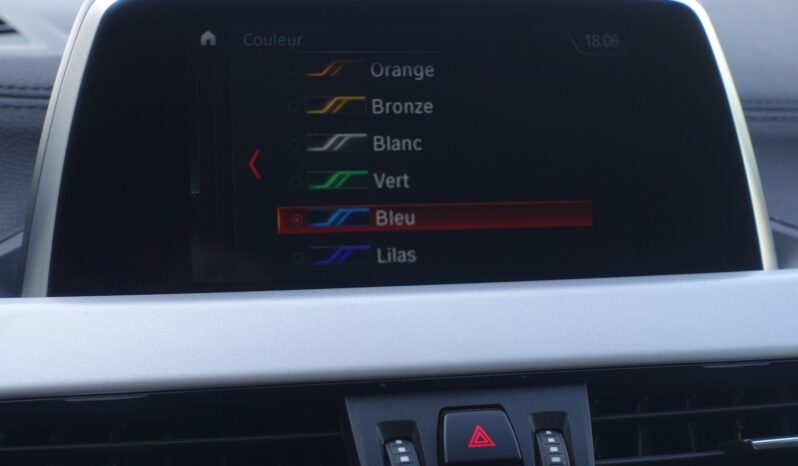 Couleur 18:06
Orange
Bronze
Blanc
Vert
Bleu
Lilas